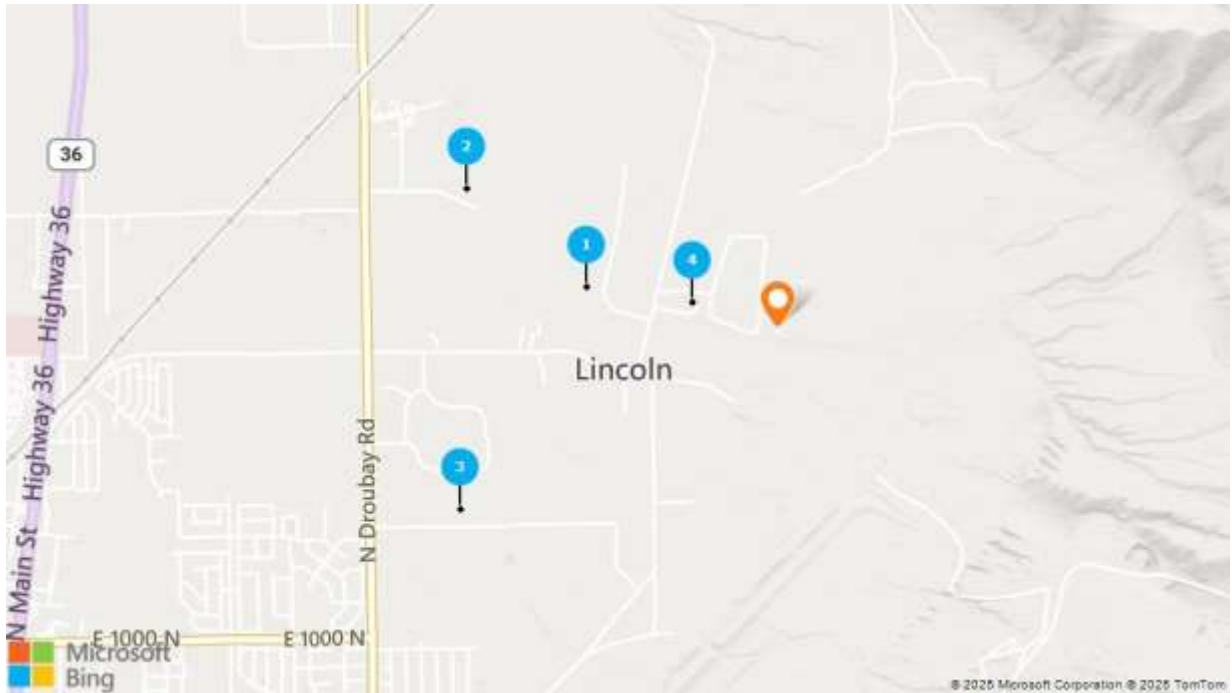 36
Highway 36
Highway 36
N Main St
2
1
4
3
Lincoln
N Droubay Rd
E 1000 N
E 1000 N
Microsoft
Bing
© 2025 Microsoft Corporation © 2025 TomTom